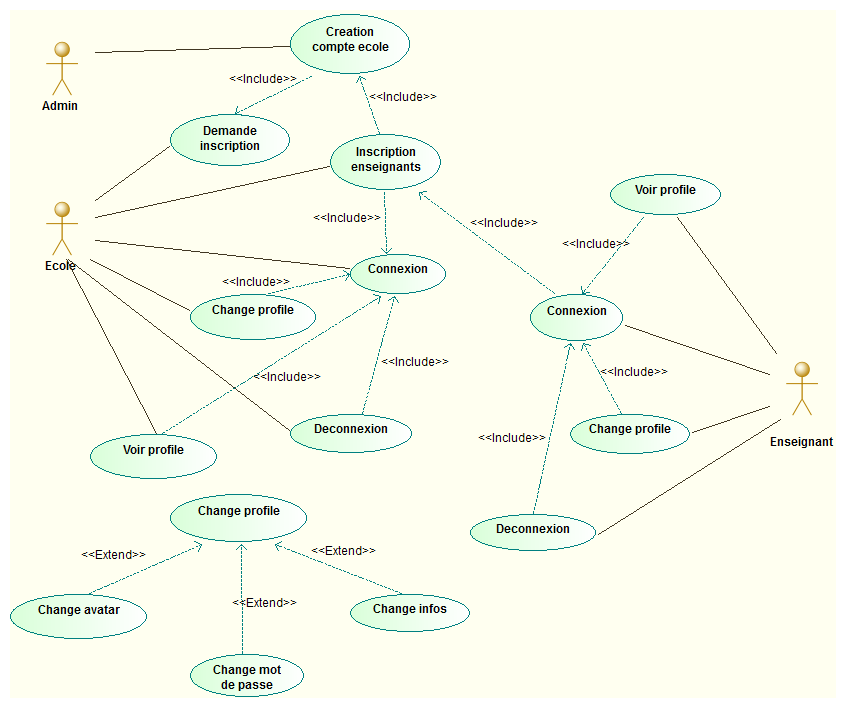 Creation
compte ecole
Admin
<<Include>>
<<Include>>
Demande
inscription
Inscription
enseignants
Voir profile
<<Include>>
<<Include>>
<<Include>>
Ecole
Connexion
<<Include>>
Change profile
Connexion
<<Include>>
<<Include>>
<<Include>>
Deconnexion
Change profile
Enseignant
<<Include>>
Voir profile
Change profile
Deconnexion
<<Extend>>
<<Extend>>
<<Extend>>
Change avatar
Change infos
Change mot
de passe